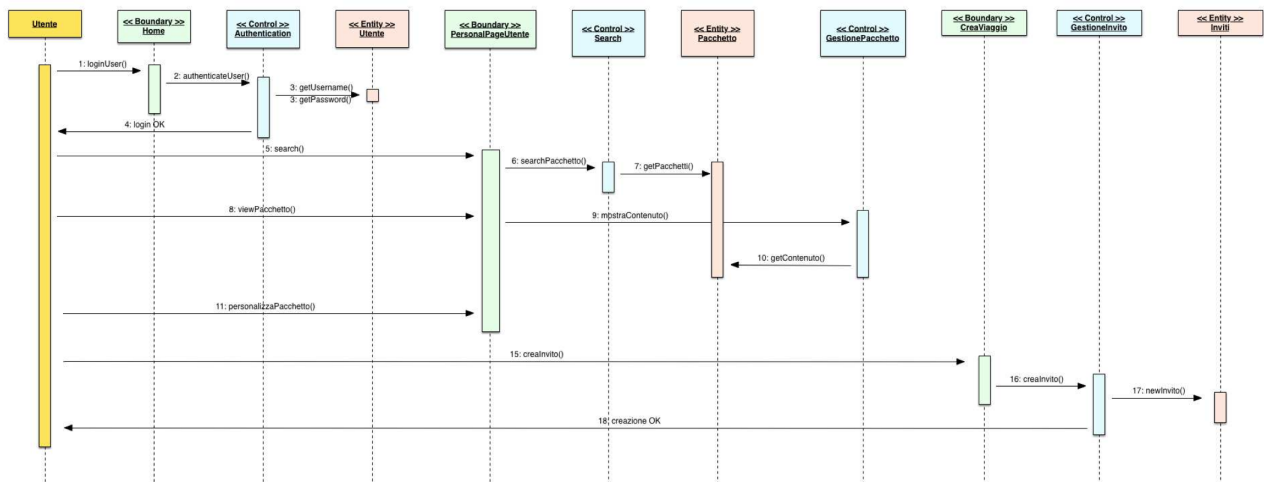 Utente
<< Boundary >>
Home
<< Control >>
Authentication
<< Entity >>
Utente
<< Boundary >>
PersonalPageUtente
<< Control >>
Search
<< Entity >>
Pacchetto
<< Control >>
GestionePacchetto
<< Boundary >>
CreaViaggio
<< Control >>
GestioneInvito
<< Entity >>
Inviti
1: loginUser()
2: authenticateUser()
3: getUsername()
3: getPassword()
4: login OK
5: search()
6: searchPacchetto()
7: getPacchetti()
8: viewPacchetto()
9: mostraContenuto()
10: getContenuto()
11: personalizzaPacchetto()
15: creaInvito()
16: creaInvito()
17: newInvito()
18: creazione OK